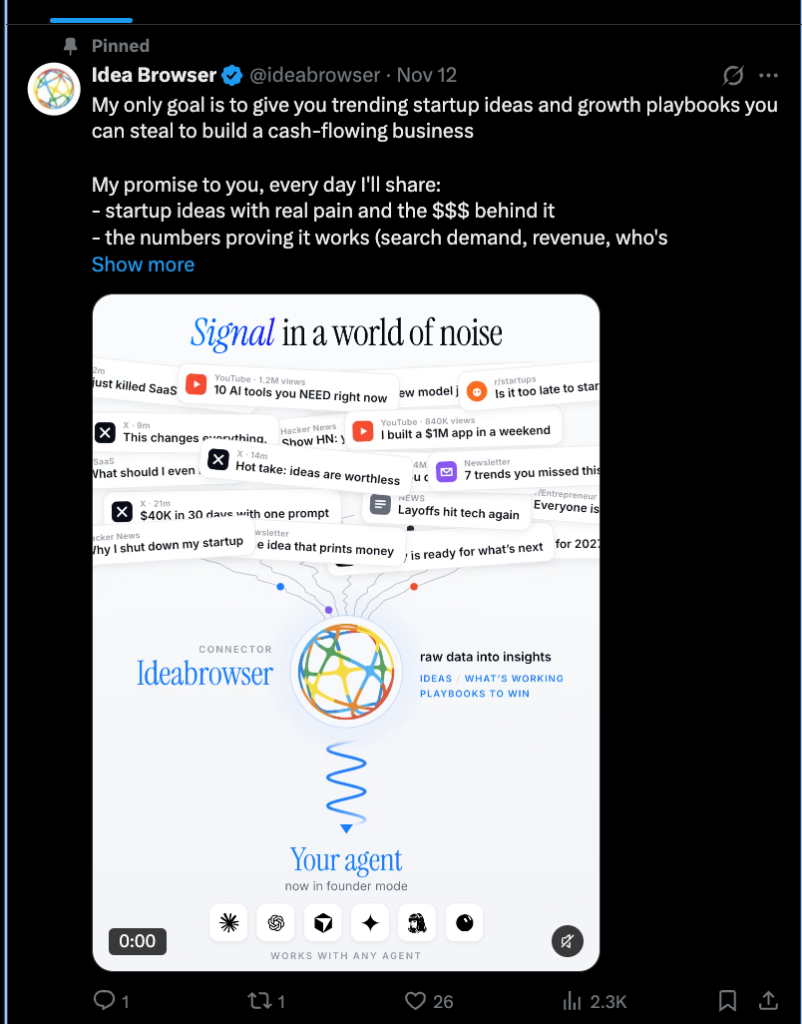 Pinned
Idea Browser @ideabrowser · Nov 12
My only goal is to give you trending startup ideas and growth playbooks you
can steal to build a cash-flowing business
My promise to you, every day I'll share:
- startup ideas with real pain and the $$$ behind it
- the numbers proving it works (search demand, revenue, who's
Show more
Signal in a world of noise
2m
just killed SaaS
YouTube · 1.2M views
10 AI tools you NEED right now
ew model
r/startups
Is it too late to star
X · 9m
This changes everything.
Hacker News
Show HN:
YouTube · 840K views
I built a $1M app in a weekend
SaaS
What should I even
X · 14m
Hot take: ideas are worthless
4M
Newsletter
7 trends you missed this
X · 21m
$40K in 30 days with one prompt
NEWS
Layoffs hit tech again
/Entrepreneur
Everyone is
acker News
Why I shut down my startup
wsletter
e idea that prints money
is ready for what's next
for 2027
CONNECTOR
Ideabrowser
raw data into insights
IDEAS / WHAT'S WORKING
PLAYBOOKS TO WIN
Your agent
now in founder mode
WORKS WITH ANY AGENT
0:00
1 1 26 2.3K